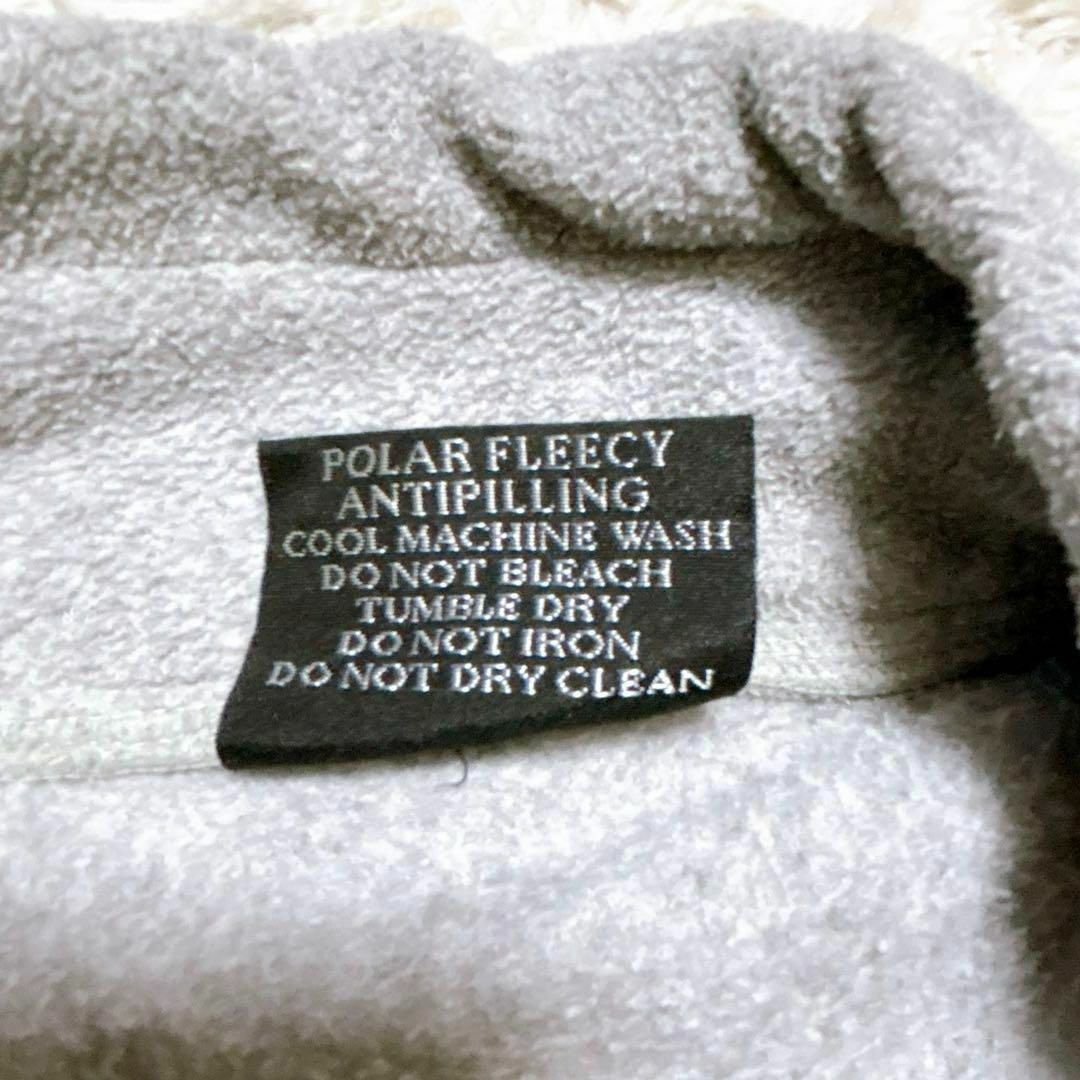 POLAR FLEECY
ANTIPILLING
COOL MACHINE WASH
DO NOT BLEACH
TUMBLE DRY
DO NOT IRON
DO NOT DRY CLEAN